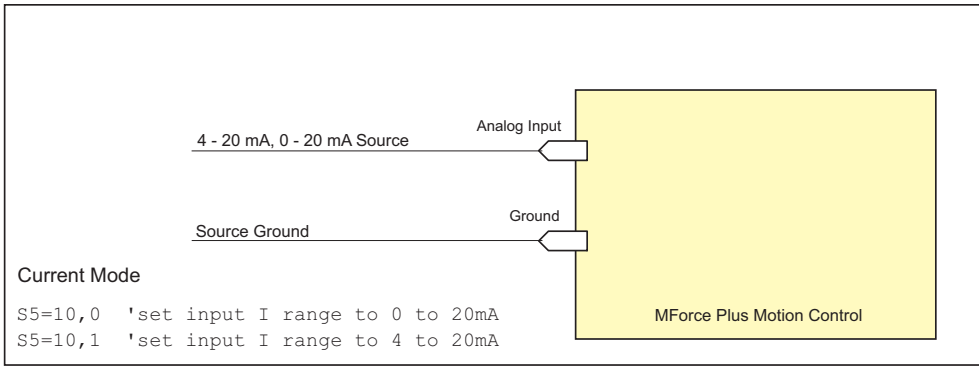 Analog Input
4 - 20 mA, 0 - 20 mA Source
Ground
Source Ground
Current Mode
S5=10,0  'set input I range to 0 to 20mA
S5=10,1  'set input I range to 4 to 20mA
MForce Plus Motion Control